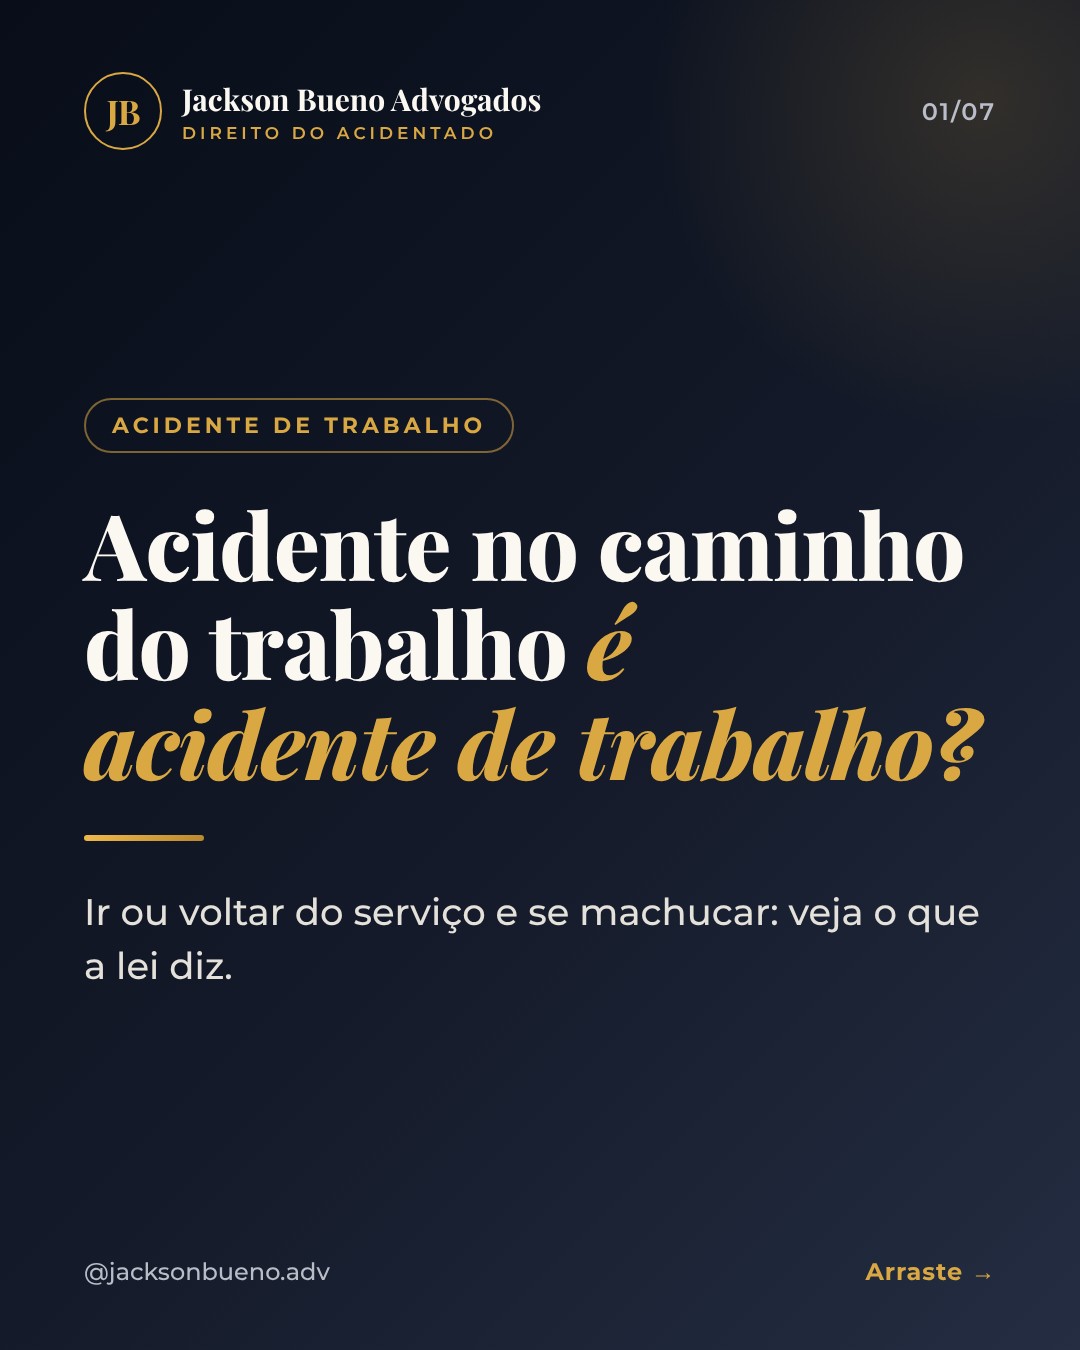 JB
Jackson Bueno Advogados
DIREITO DO ACIDENTADO
01/07
ACIDENTE DE TRABALHO
Acidente no caminho
do trabalho é
acidente de trabalho?
Ir ou voltar do serviço e se machucar: veja o que
a lei diz.
@jacksonbueno.adv
Arraste →